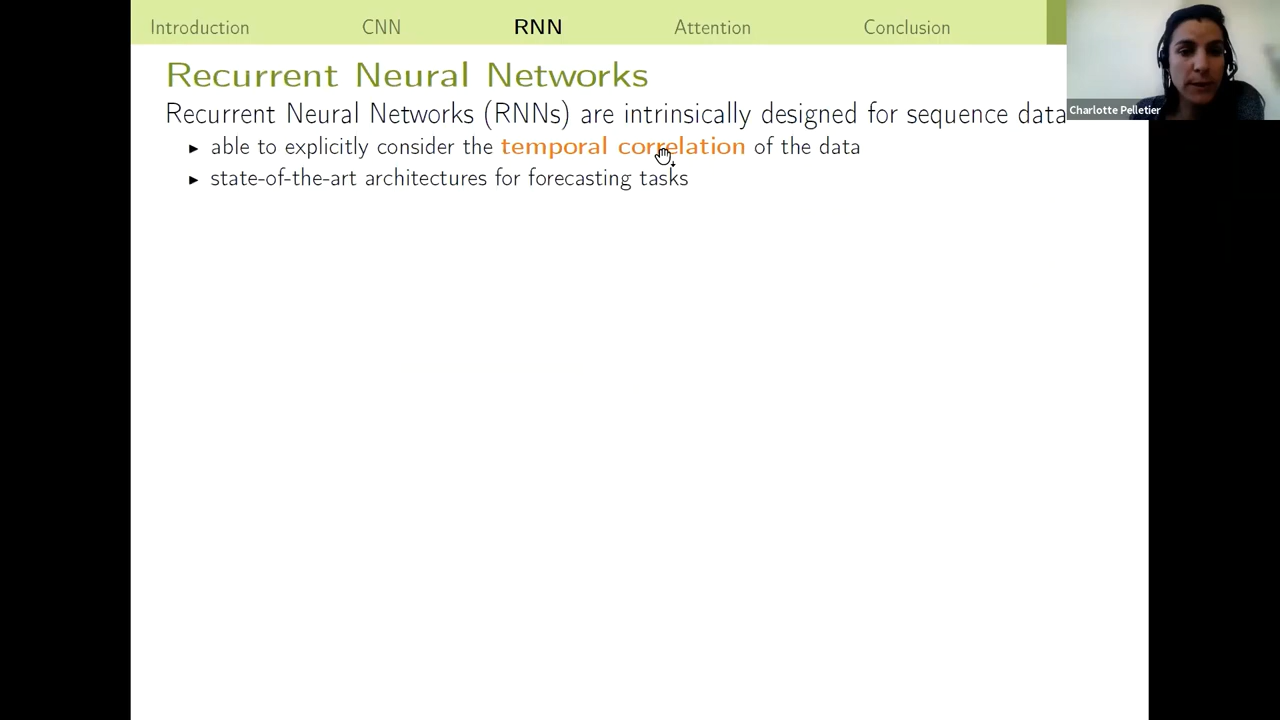 Introduction CNN RNN Attention Conclusion
Charlotte Pelletier
Recurrent Neural Networks
Recurrent Neural Networks (RNNs) are intrinsically designed for sequence data
▶ able to explicitly consider the temporal correlation of the data
▶ state-of-the-art architectures for forecasting tasks